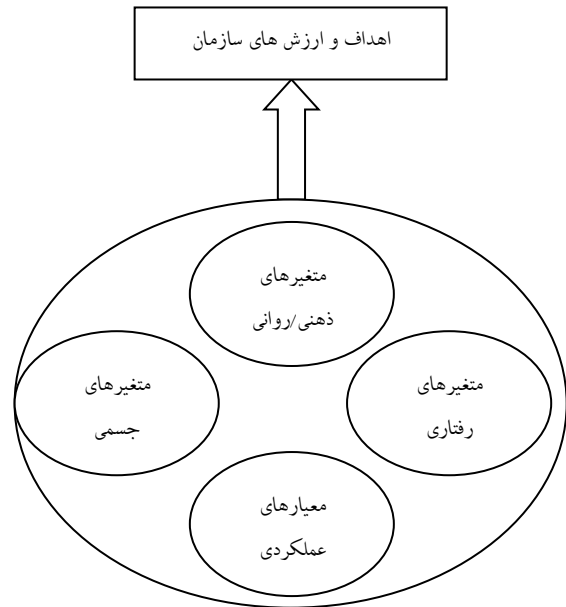 اهداف و ارزش های سازمان
متغیرهای
ذهنی/روانی
متغیرهای
رفتاری
متغیرهای
جسمی
معیارهای
عملکردی